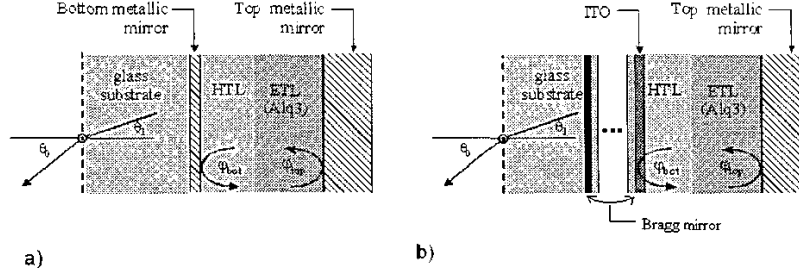 Bottom metallic mirror
Top metallic mirror
glass substrate
HTL
ETL (Alq3)
θ₁
θ₀
φbot
φtop
a)
ITO
Top metallic mirror
glass substrate
HTL
ETL (Alq3)
θ₁
θ₀
φbot
φtop
Bragg mirror
b)